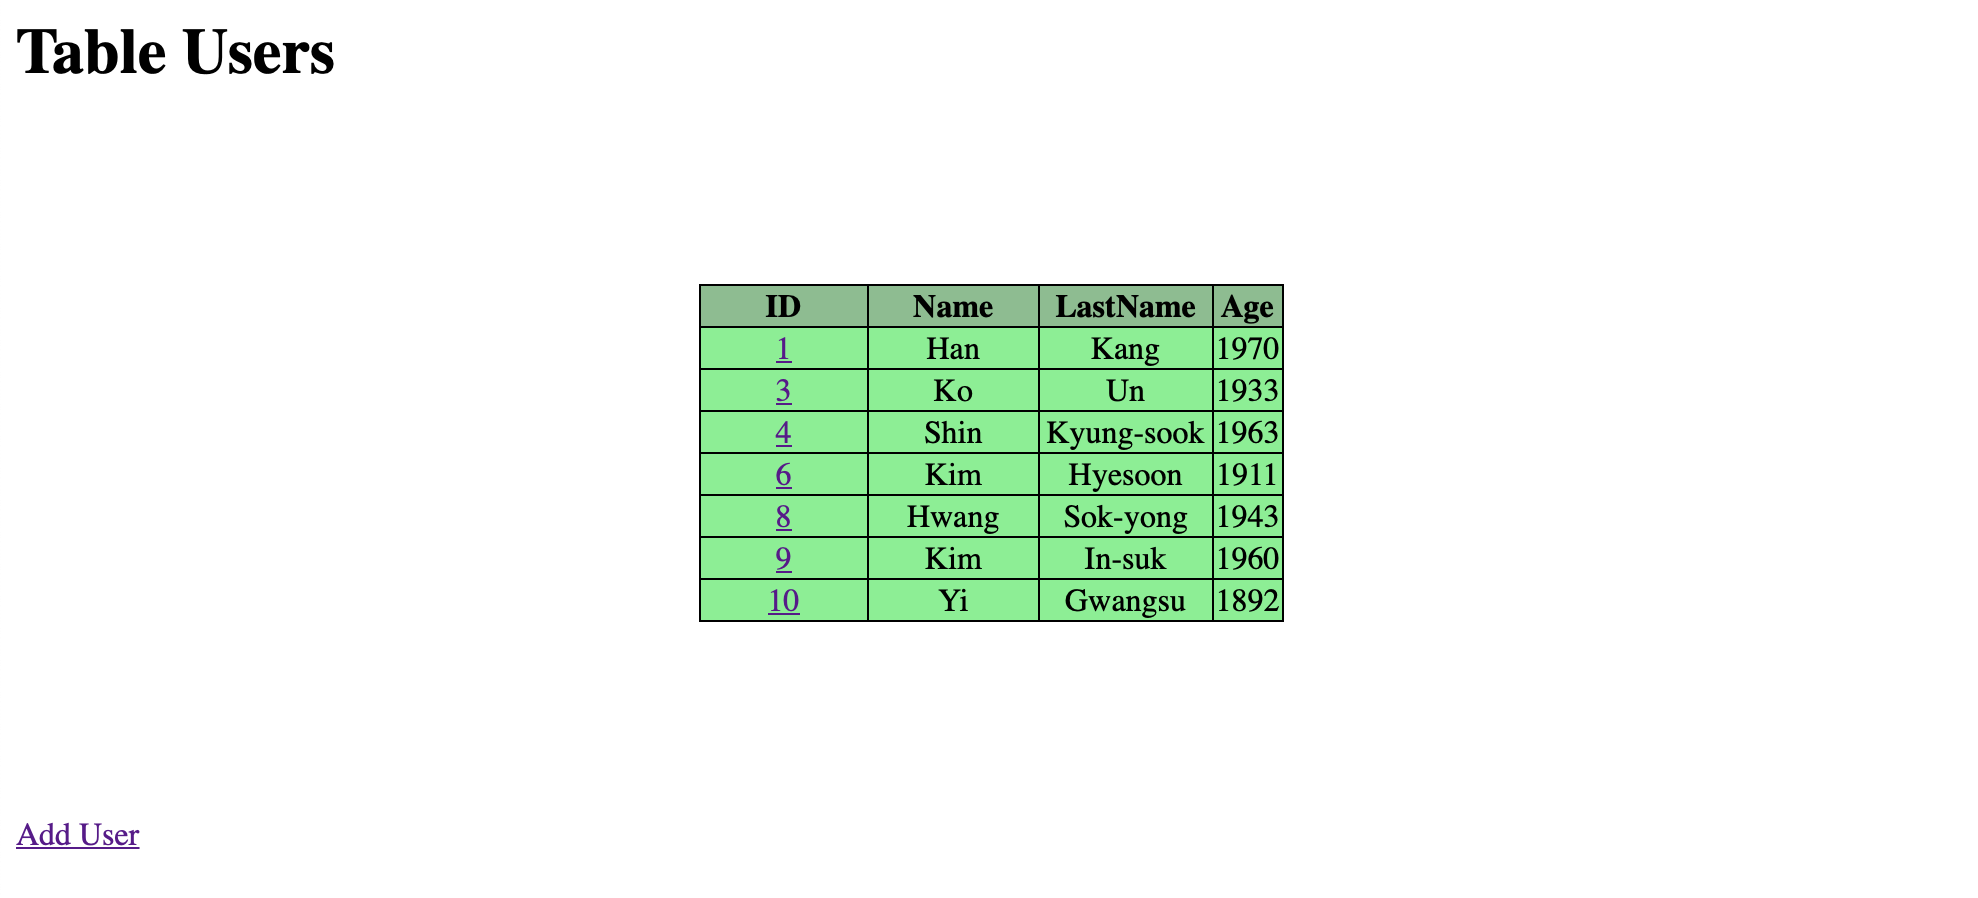 Table Users
ID Name LastName Age
1 Han Kang 1970
3 Ko Un 1933
4 Shin Kyung-sook 1963
6 Kim Hyesoon 1911
8 Hwang Sok-yong 1943
9 Kim In-suk 1960
10 Yi Gwangsu 1892
Add User